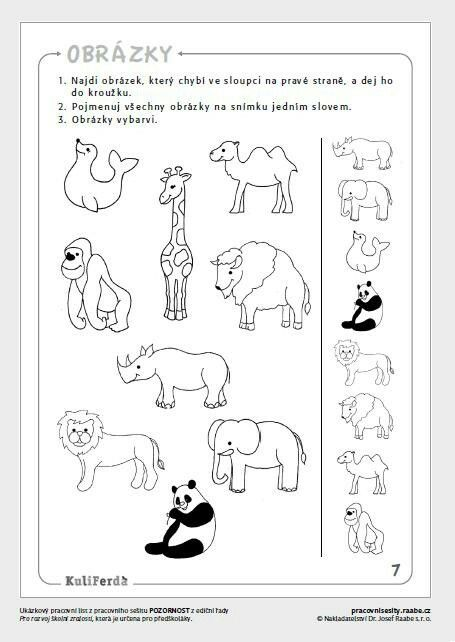 OBRÁZKY
1. Najdi obrázek, který chybí ve sloupci na pravé straně, a dej ho
do kroužku.
2. Pojmenuj všechny obrázky na snímku jedním slovem.
3. Obrázky vybarvi.
7
KuliFerda
Ukázkový pracovní list z pracovního sešitu POZORNOST z ediční řady
Pro rozvoj školní zralosti, která je určena pro předškoláky.
pracovnisesity.raabe.cz
© Nakladatelství Dr. Josef Raabe s.r.o.